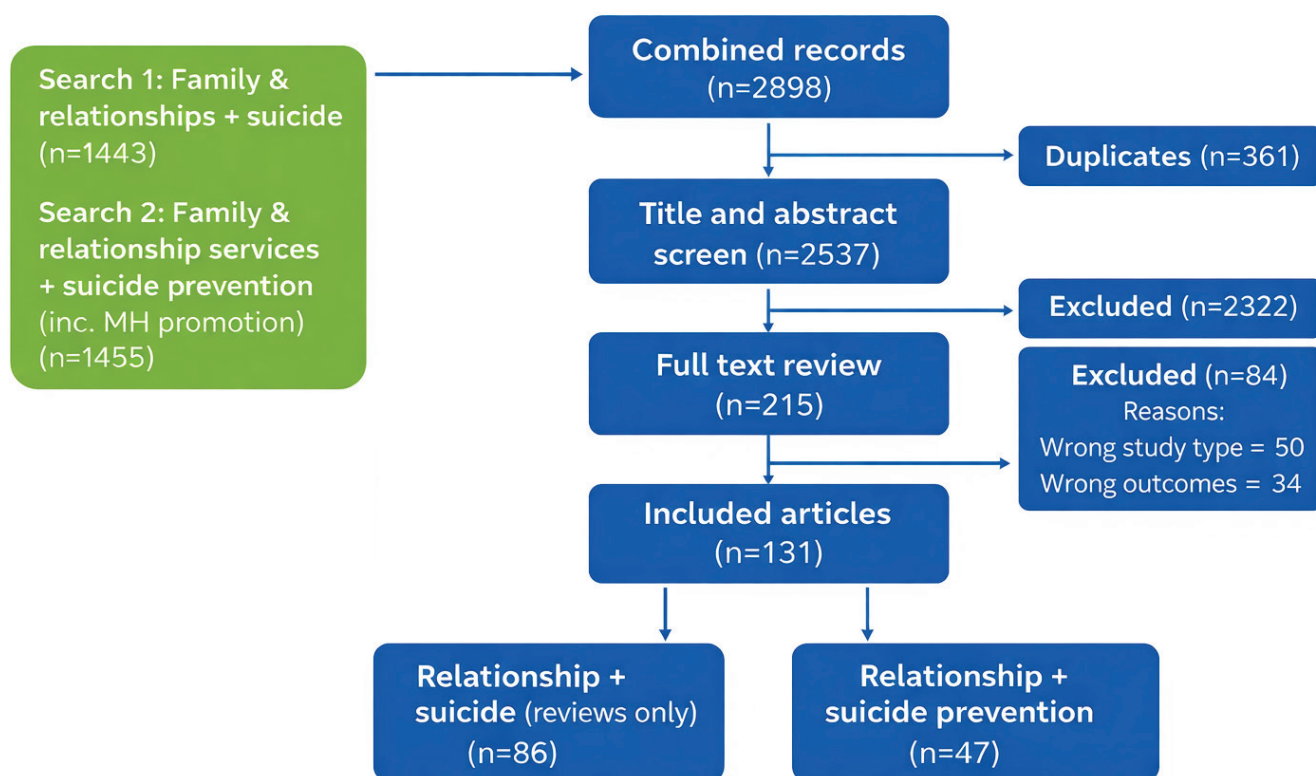 Search 1: Family &
relationships + suicide
(n=1443)
Search 2: Family &
relationship services
+ suicide prevention
(inc. MH promotion)
(n=1455)
Combined records
(n=2898)
Duplicates (n=361)
Title and abstract
screen (n=2537)
Excluded (n=2322)
Full text review
(n=215)
Excluded (n=84)
Reasons:
Wrong study type = 50
Wrong outcomes = 34
Included articles
(n=131)
Relationship +
suicide (reviews only)
(n=86)
Relationship +
suicide prevention
(n=47)